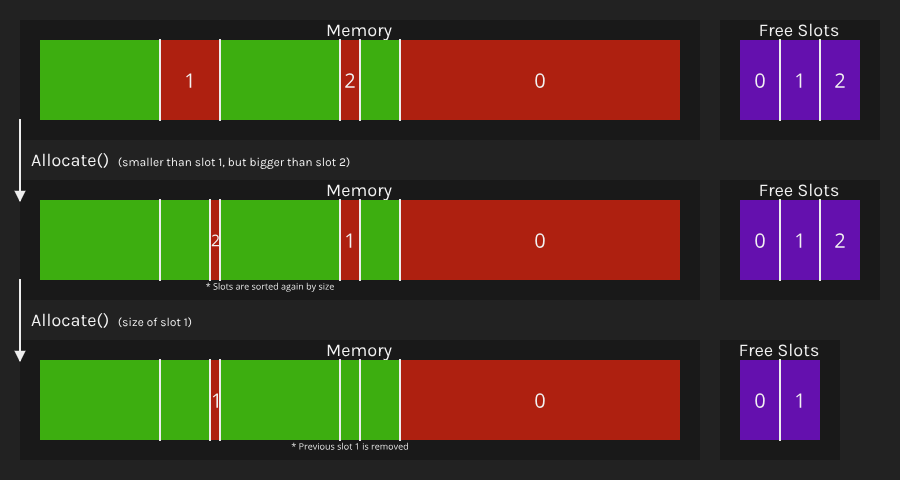 Memory
Free Slots
1
2
0
0 1 2
Allocate() (smaller than slot 1, but bigger than slot 2)
Memory
Free Slots
2
1
0
0 1 2
* Slots are sorted again by size
Allocate() (size of slot 1)
Memory
Free Slots
1
0
0 1
* Previous slot 1 is removed